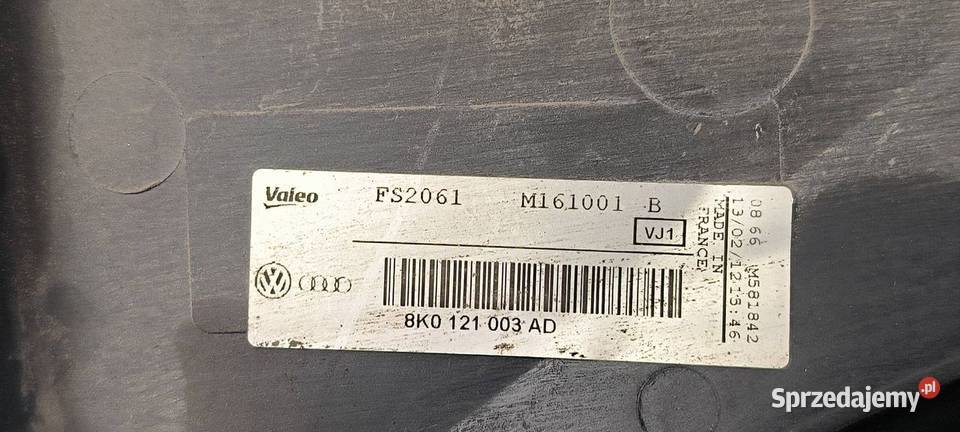 Valeo FS2061 M161001 B
VJ1
8K0 121 003 AD
MADE IN
FRANCE
13/02/12 15:46
08 66 M581842
Sprzedajemy.pl